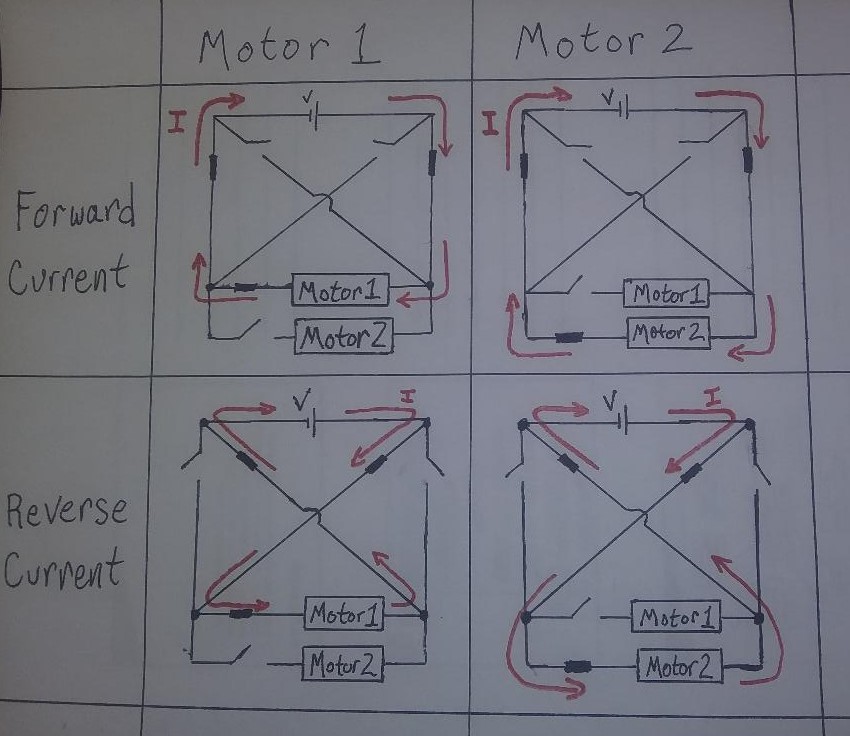 Motor 1
Motor 2
Forward
Current
I
V
Motor1
Motor2
I
V
Motor1
Motor2
Reverse
Current
V
I
Motor1
Motor2
V
I
Motor1
Motor2